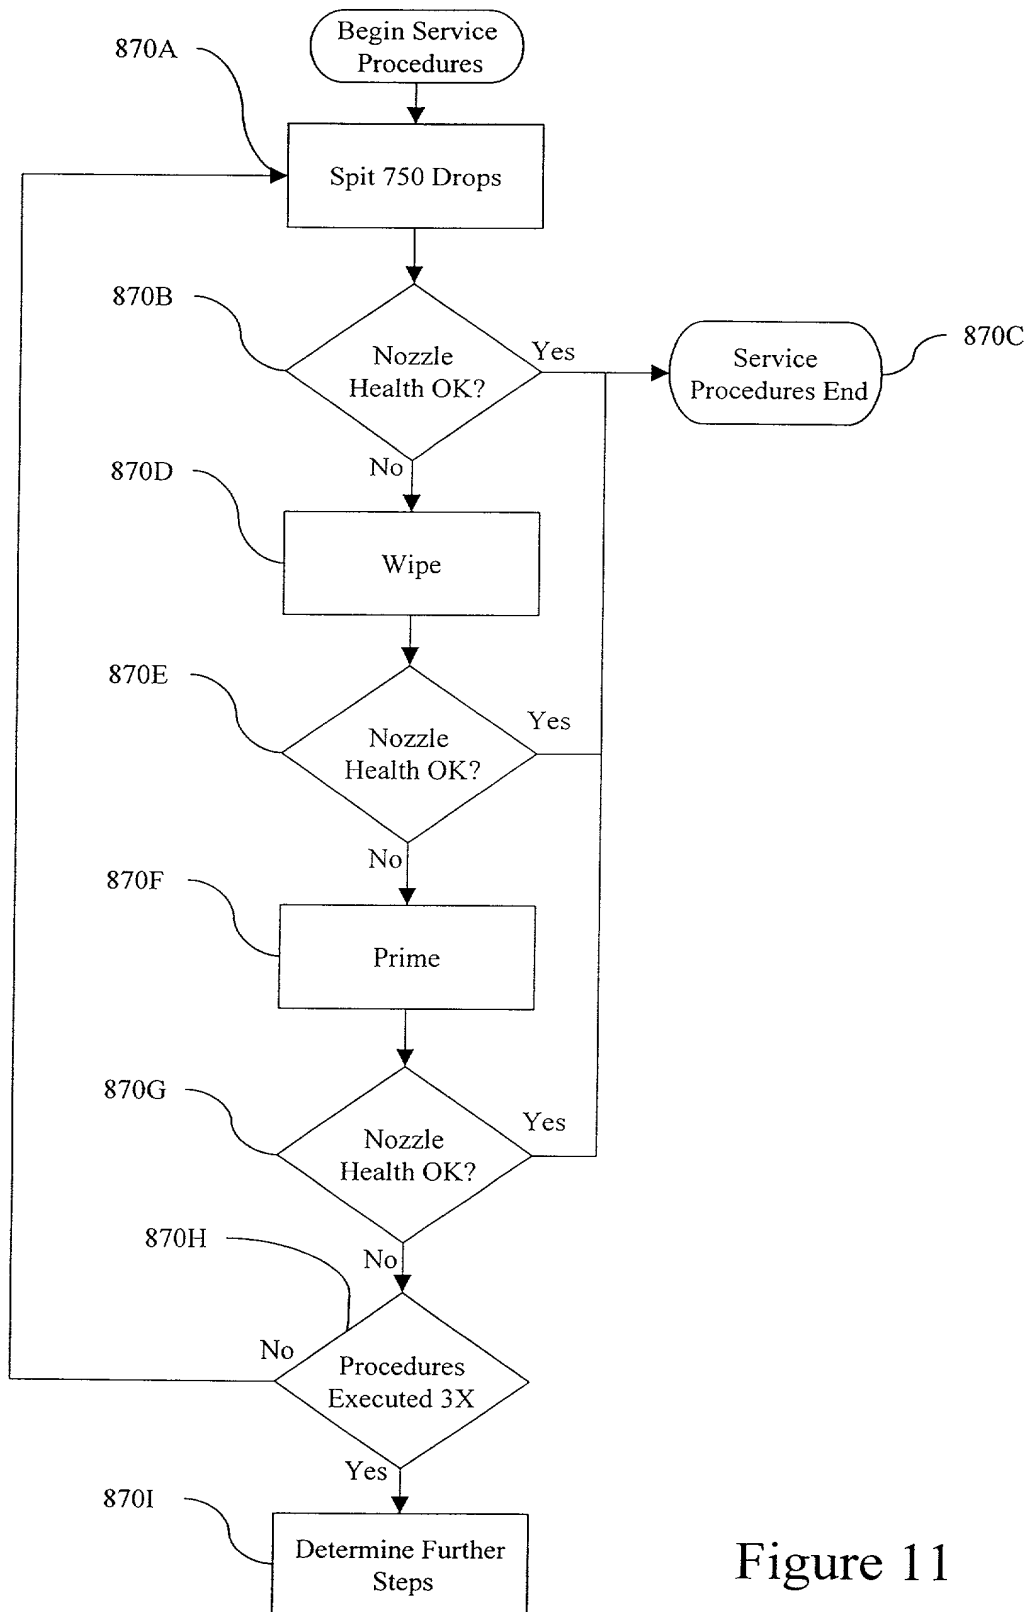 Begin Service
Procedures
870A
Spit 750 Drops
870B
Nozzle
Health OK?
Yes
Service
Procedures End
870C
No
870D
Wipe
870E
Nozzle
Health OK?
Yes
No
870F
Prime
870G
Nozzle
Health OK?
Yes
No
870H
No
Procedures
Executed 3X
Yes
870I
Determine Further
Steps
Figure 11